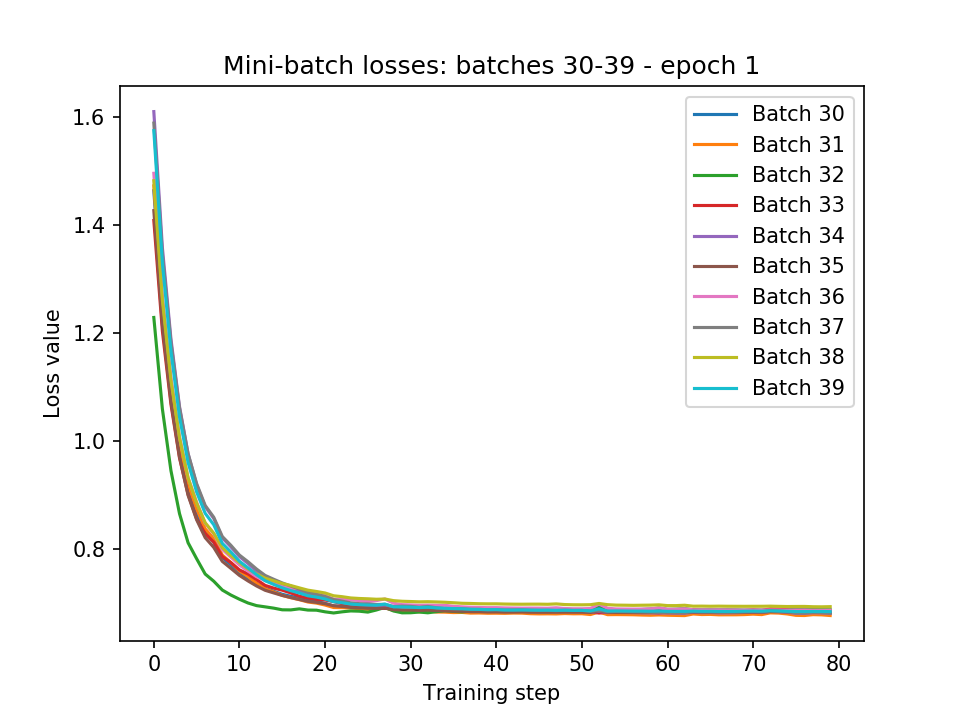 Mini-batch losses: batches 30-39 - epoch 1
Loss value
1.6
1.4
1.2
1.0
0.8
Batch 30
Batch 31
Batch 32
Batch 33
Batch 34
Batch 35
Batch 36
Batch 37
Batch 38
Batch 39
0 10 20 30 40 50 60 70 80
Training step